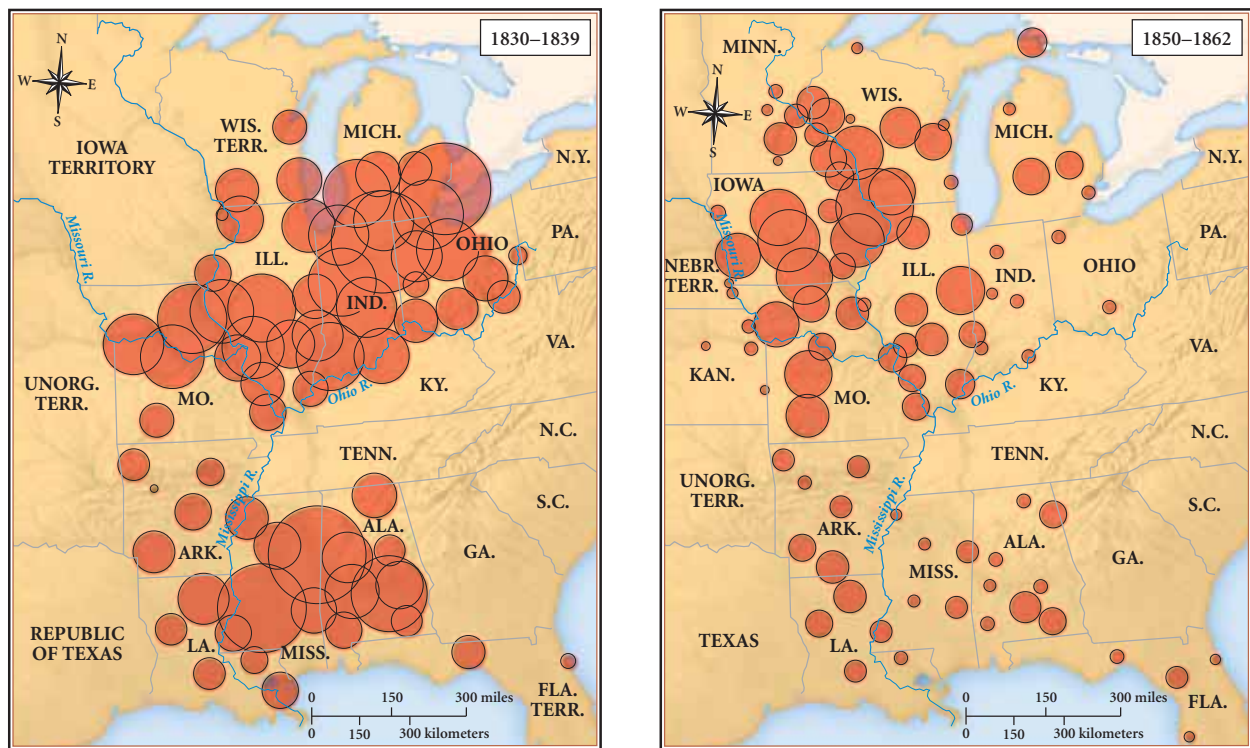 1830–1839
N
W
E
S
WIS.
TERR.
MICH.
IOWA
TERRITORY
N.Y.
Missouri R.
PA.
OHIO
ILL.
IND.
VA.
UNORG.
TERR.
MO.
KY.
Ohio R.
N.C.
TENN.
S.C.
Mississippi R.
ALA.
ARK.
GA.
REPUBLIC
OF TEXAS
LA.
MISS.
FLA.
TERR.
0 150 300 miles
0 150 300 kilometers
1850–1862
MINN.
N
W
E
S
WIS.
MICH.
N.Y.
IOWA
Missouri R.
PA.
NEBR.
TERR.
ILL.
IND.
OHIO
VA.
KAN.
MO.
Ohio R.
KY.
N.C.
TENN.
UNORG.
TERR.
Mississippi R.
S.C.
ARK.
ALA.
GA.
MISS.
TEXAS
LA.
FLA.
0 150 300 miles
0 150 300 kilometers